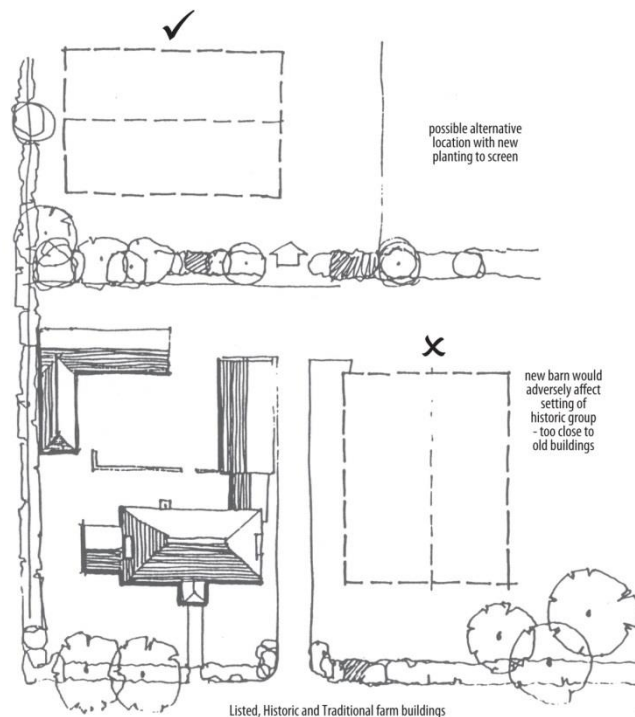 possible alternative
location with new
planting to screen
new barn would
adversely affect
setting of
historic group
- too close to
old buildings
Listed, Historic and Traditional farm buildings